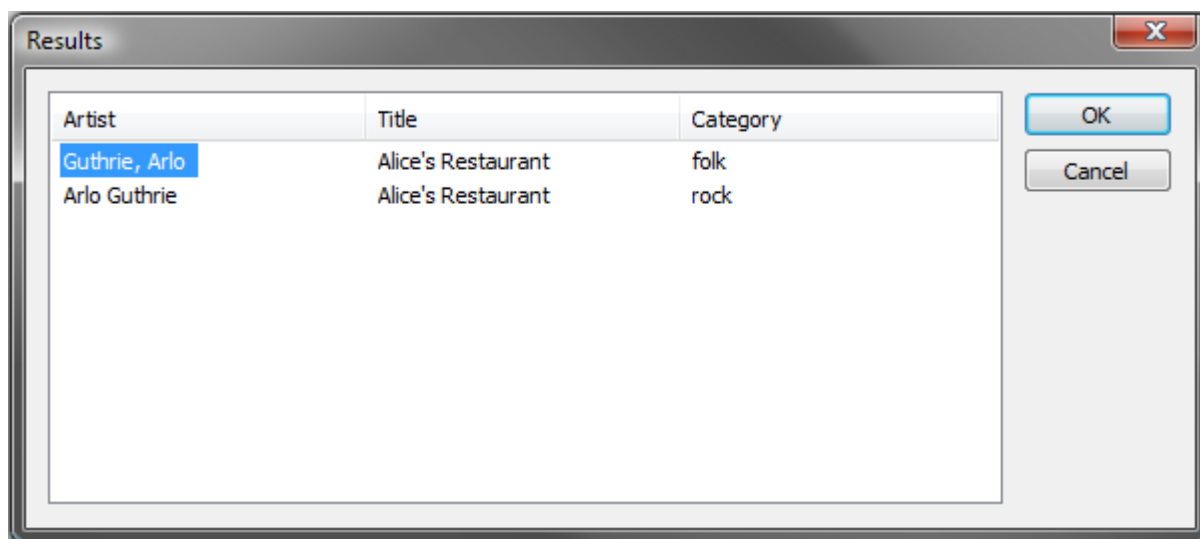 Results
Artist Title Category
Guthrie, Arlo Alice's Restaurant folk
Arlo Guthrie Alice's Restaurant rock
OK
Cancel